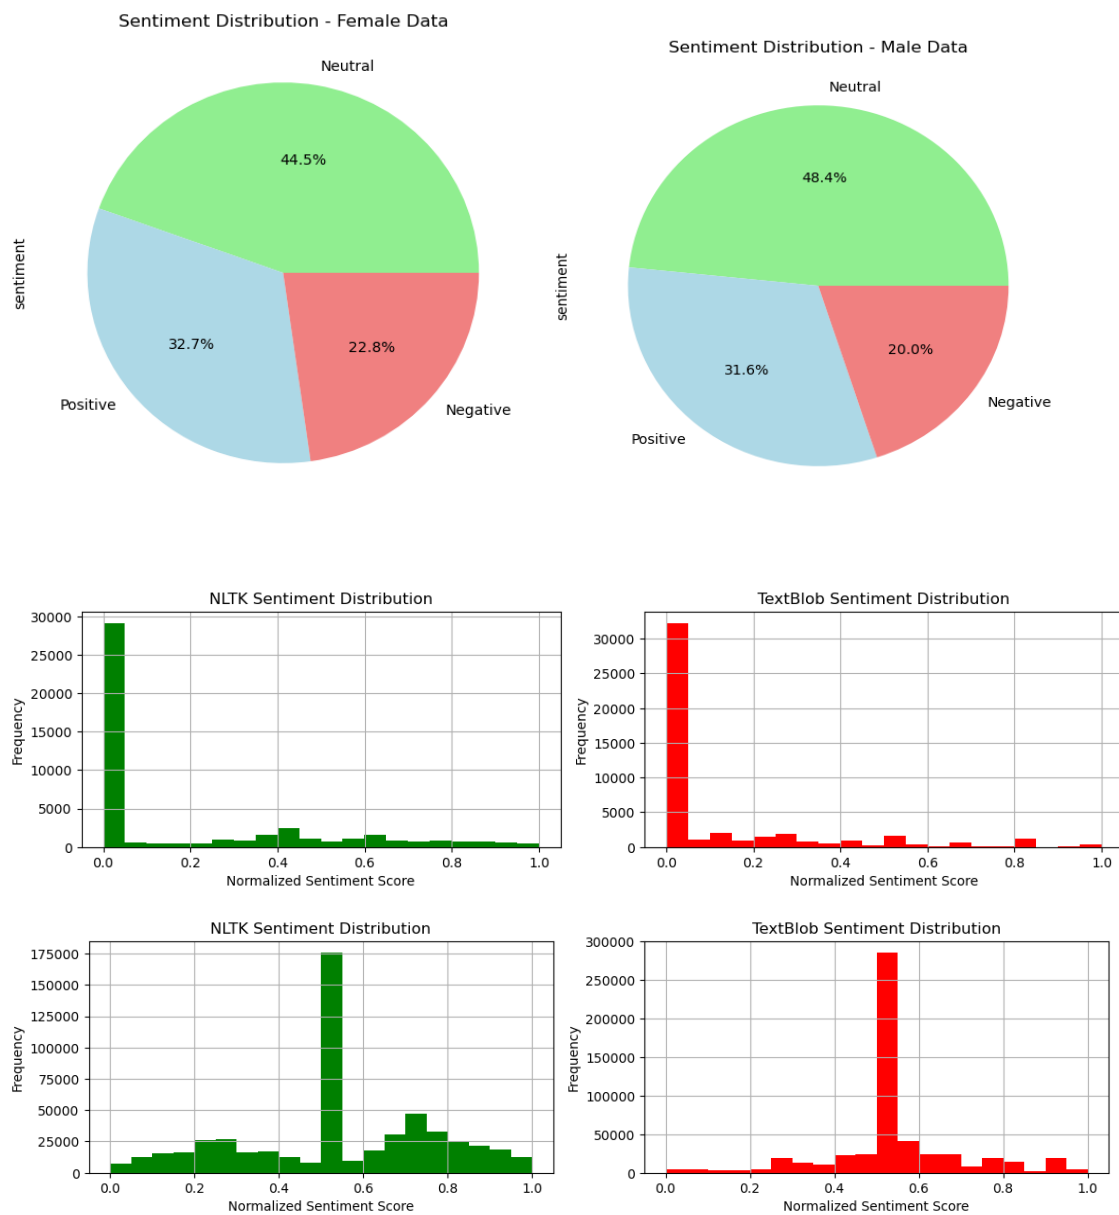 Sentiment Distribution - Female Data
Neutral
44.5%
sentiment
32.7%
22.8%
Positive
Negative
Sentiment Distribution - Male Data
Neutral
48.4%
sentiment
20.0%
31.6%
Negative
Positive
NLTK Sentiment Distribution
30000
25000
20000
15000
10000
5000
0
Frequency
0.0 0.2 0.4 0.6 0.8 1.0
Normalized Sentiment Score
TextBlob Sentiment Distribution
30000
25000
20000
15000
10000
5000
0
Frequency
0.0 0.2 0.4 0.6 0.8 1.0
Normalized Sentiment Score
NLTK Sentiment Distribution
175000
150000
125000
100000
75000
50000
25000
0
Frequency
0.0 0.2 0.4 0.6 0.8 1.0
Normalized Sentiment Score
TextBlob Sentiment Distribution
300000
250000
200000
150000
100000
50000
0
Frequency
0.0 0.2 0.4 0.6 0.8 1.0
Normalized Sentiment Score